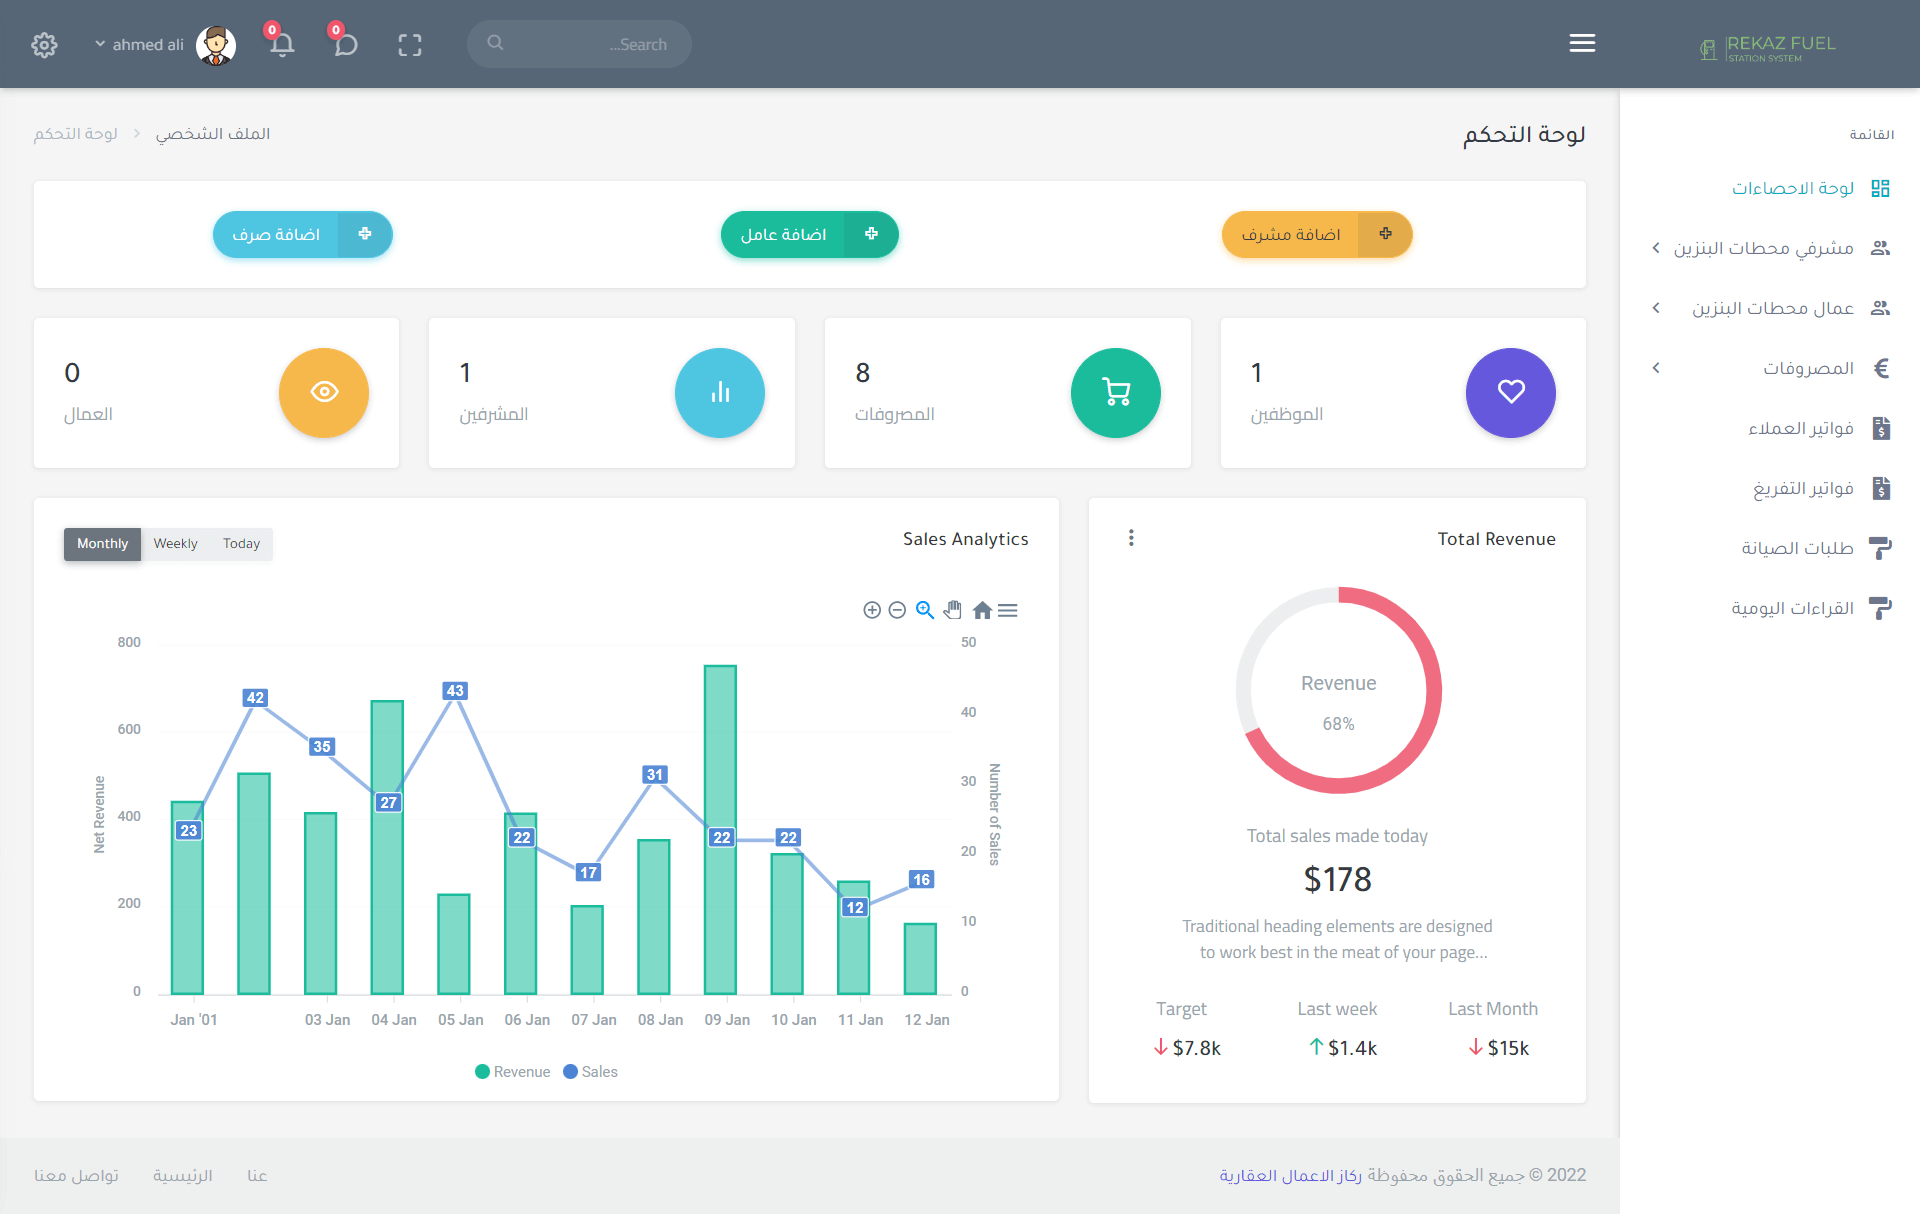 REKAZ FUEL
STATION SYSTEM
Search...
0
0
ahmed ali
القائمة
لوحة الاحصاءات
مشرفي محطات البنزين
عمال محطات البنزين
المصروفات
فواتير العملاء
فواتير التفريغ
طلبات الصيانة
القراءات اليومية
لوحة التحكم
الملف الشخصي
لوحة التحكم
اضافة مشرف
اضافة عامل
اضافة صرف
1
الموظفين
8
المصروفات
1
المشرفين
0
العمال
Total Revenue
Revenue
68%
Total sales made today
$178
Traditional heading elements are designed
to work best in the meat of your page...
Target
$7.8k
Last week
$1.4k
Last Month
$15k
Sales Analytics
Monthly Weekly Today
800
600
400
200
0
Net Revenue
50
40
30
20
10
0
Number of Sales
23
42
35
27
43
22
17
31
22
22
12
16
Jan '01 03 Jan 04 Jan 05 Jan 06 Jan 07 Jan 08 Jan 09 Jan 10 Jan 11 Jan 12 Jan
Revenue Sales
2022 © جميع الحقوق محفوظة ركاز الاعمال العقارية
عنا
الرئيسية
تواصل معنا